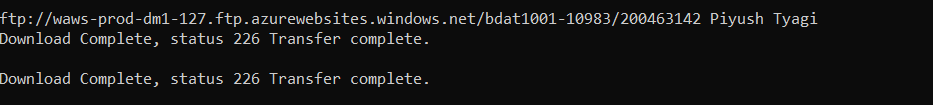 ftp://waws-prod-dm1-127.ftp.azurewebsites.windows.net/bdat1001-10983/200463142 Piyush Tyagi
Download Complete, status 226 Transfer complete.
Download Complete, status 226 Transfer complete.